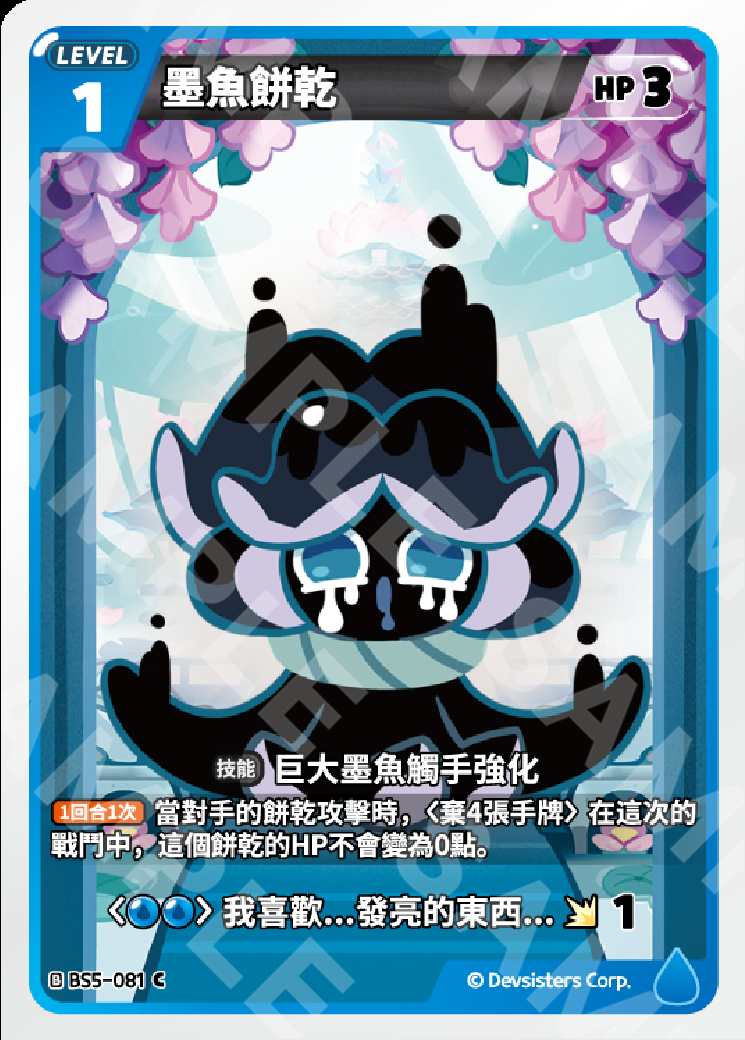 LEVEL
1
墨魚餅乾
HP 3
技能 巨大墨魚觸手強化
1回合1次 當對手的餅乾攻擊時，〈棄4張手牌〉在這次的
戰鬥中，這個餅乾的HP不會變為0點。
〈 〉我喜歡...發亮的東西... 1
B BS5-081 C
© Devsisters Corp.
SAMPLE